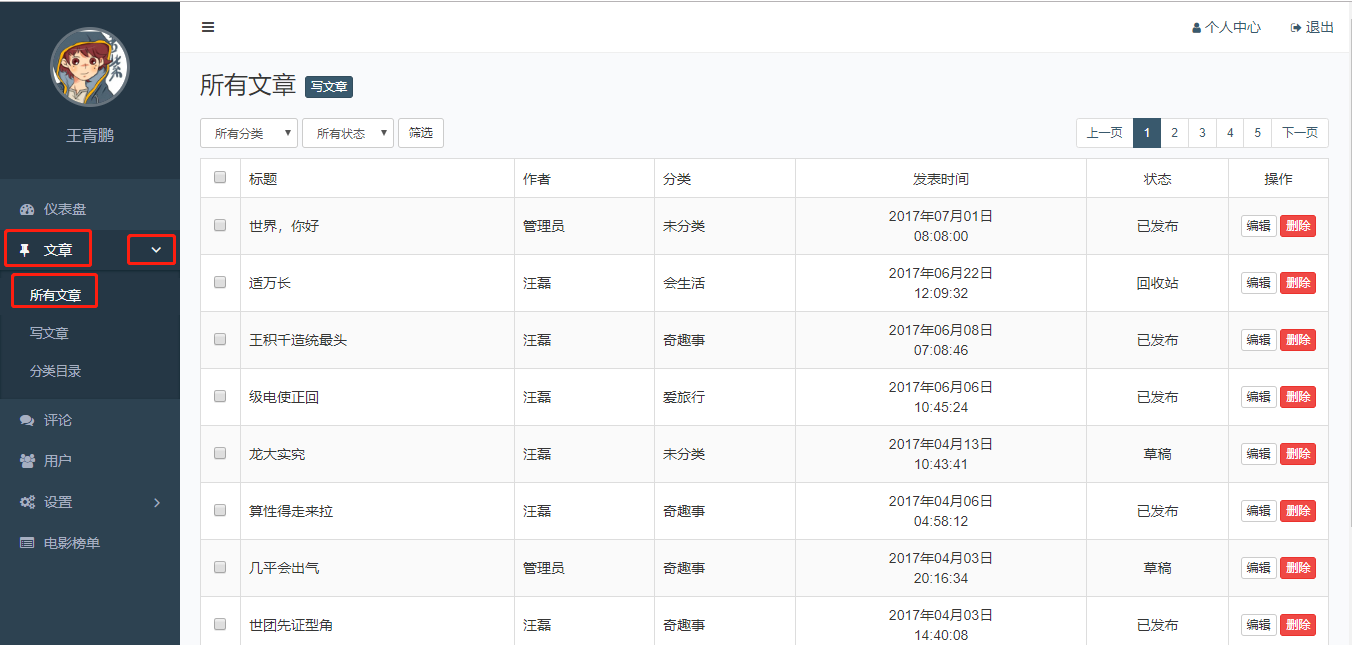 个人中心
退出
王青鹏
仪表盘
文章
所有文章
写文章
分类目录
评论
用户
设置
电影榜单
所有文章 写文章
所有分类 所有状态 筛选
上一页 1 2 3 4 5 下一页
标题 作者 分类 发表时间 状态 操作
世界，你好 管理员 未分类 2017年07月01日 已发布 编辑 删除
08:08:00
适万长 汪磊 会生活 2017年06月22日 回收站 编辑 删除
12:09:32
王积千造统最头 汪磊 奇趣事 2017年06月08日 已发布 编辑 删除
07:08:46
级电使正回 汪磊 爱旅行 2017年06月06日 已发布 编辑 删除
10:45:24
龙大实究 汪磊 未分类 2017年04月13日 草稿 编辑 删除
10:43:41
算性得走来拉 汪磊 奇趣事 2017年04月06日 已发布 编辑 删除
04:58:12
几平会出气 管理员 奇趣事 2017年04月03日 草稿 编辑 删除
20:16:34
世团先证型角 汪磊 奇趣事 2017年04月03日 已发布 编辑 删除
14:40:08